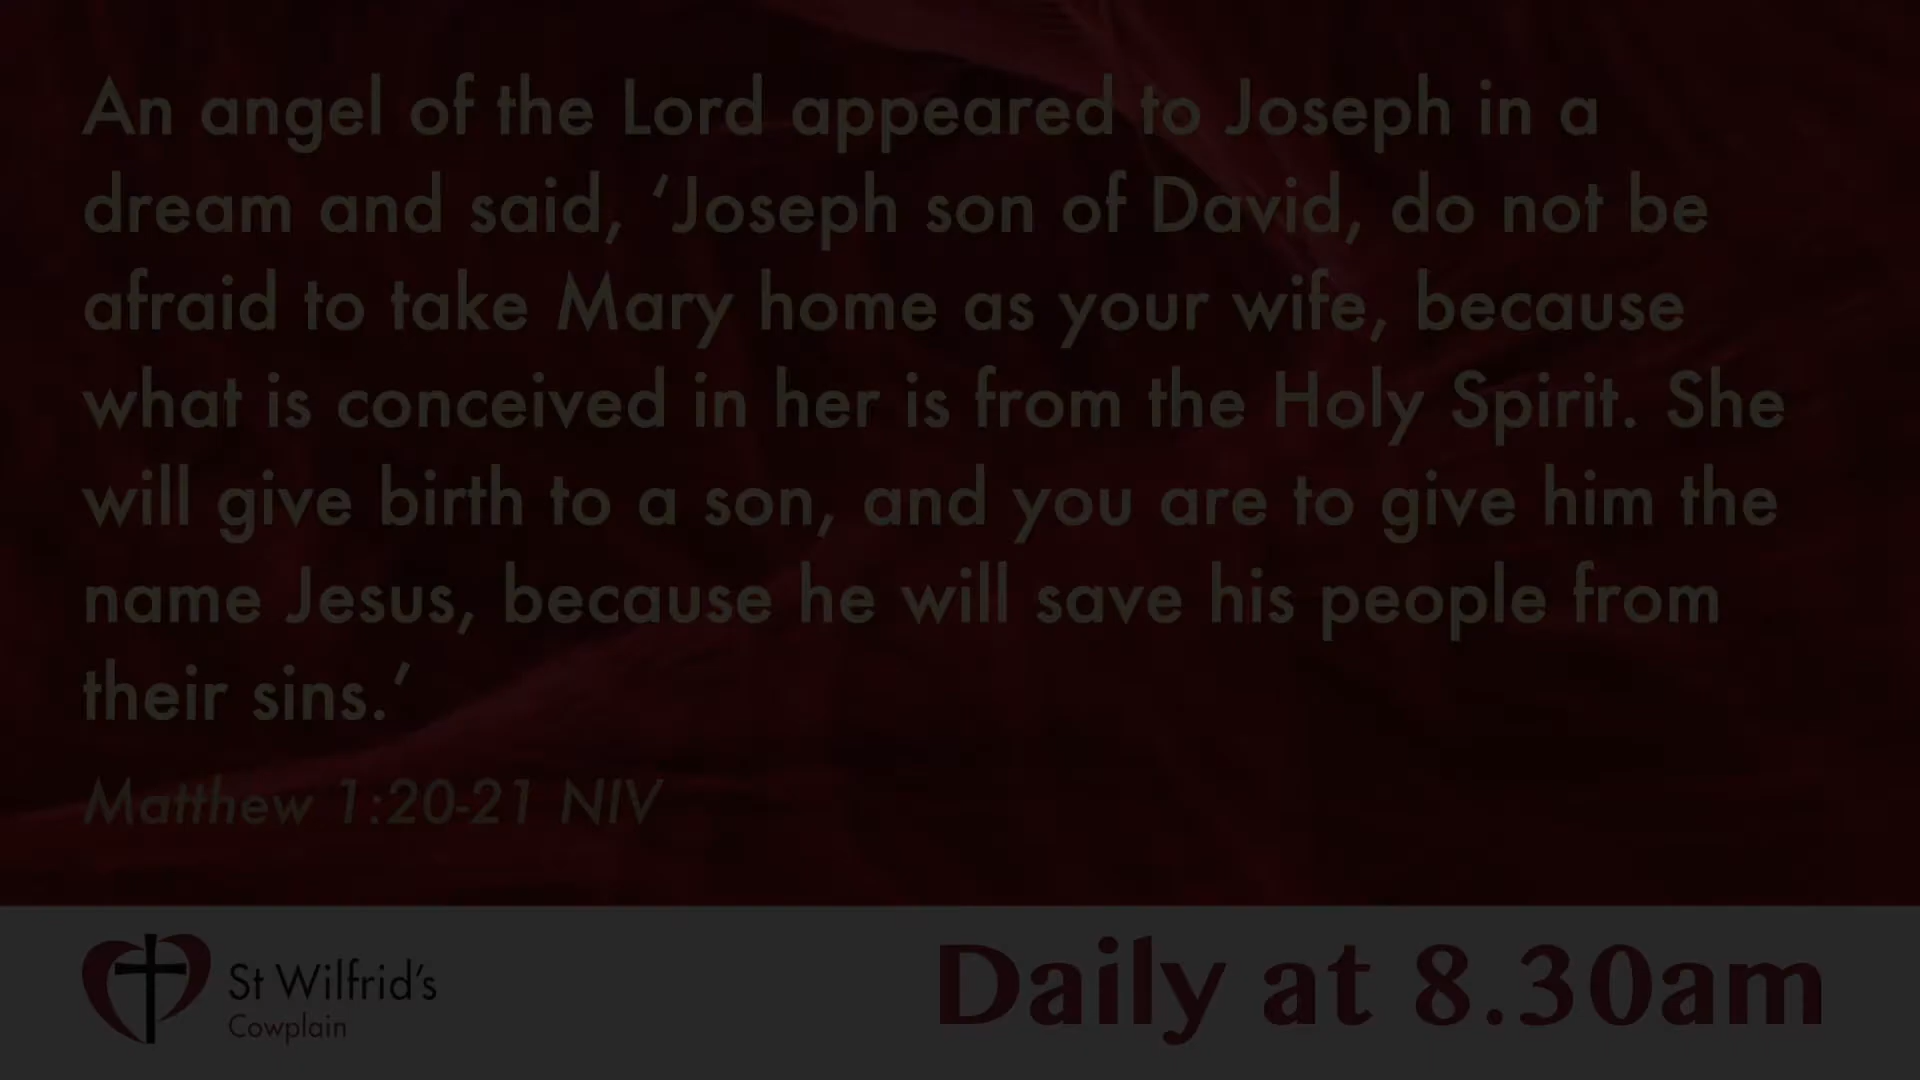 An angel of the Lord appeared to Joseph in a
dream and said, ‘Joseph son of David, do not be
afraid to take Mary home as your wife, because
what is conceived in her is from the Holy Spirit. She
will give birth to a son, and you are to give him the
name Jesus, because he will save his people from
their sins.’
Matthew 1:20-21 NIV
St Wilfrid’s
Cowplain
Daily at 8.30am